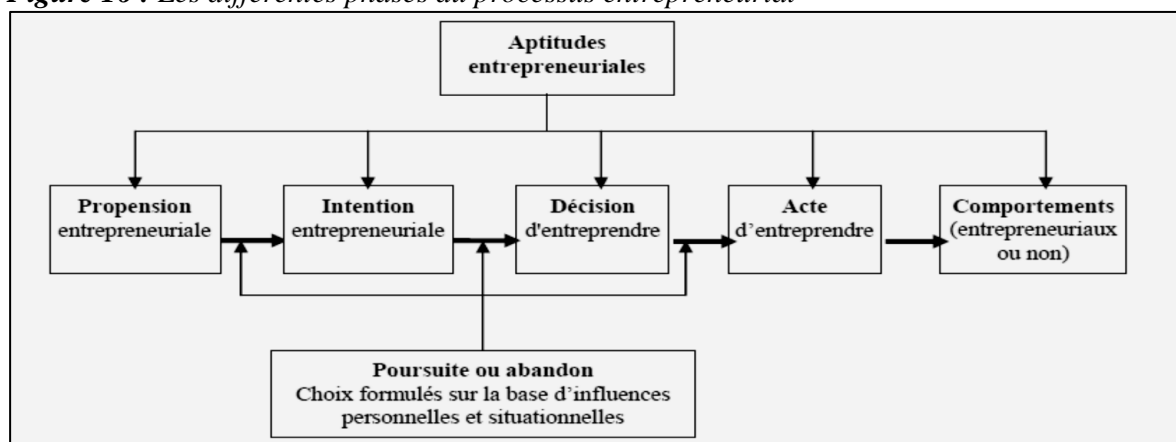 Figure 10 : Les différentes phases du processus entrepreneurial
Aptitudes
entrepreneuriales
Propension
entrepreneuriale
Intention
entrepreneuriale
Décision
d'entreprendre
Acte
d’entreprendre
Comportements
(entrepreneuriaux
ou non)
Poursuite ou abandon
Choix formulés sur la base d’influences
personnelles et situationnelles